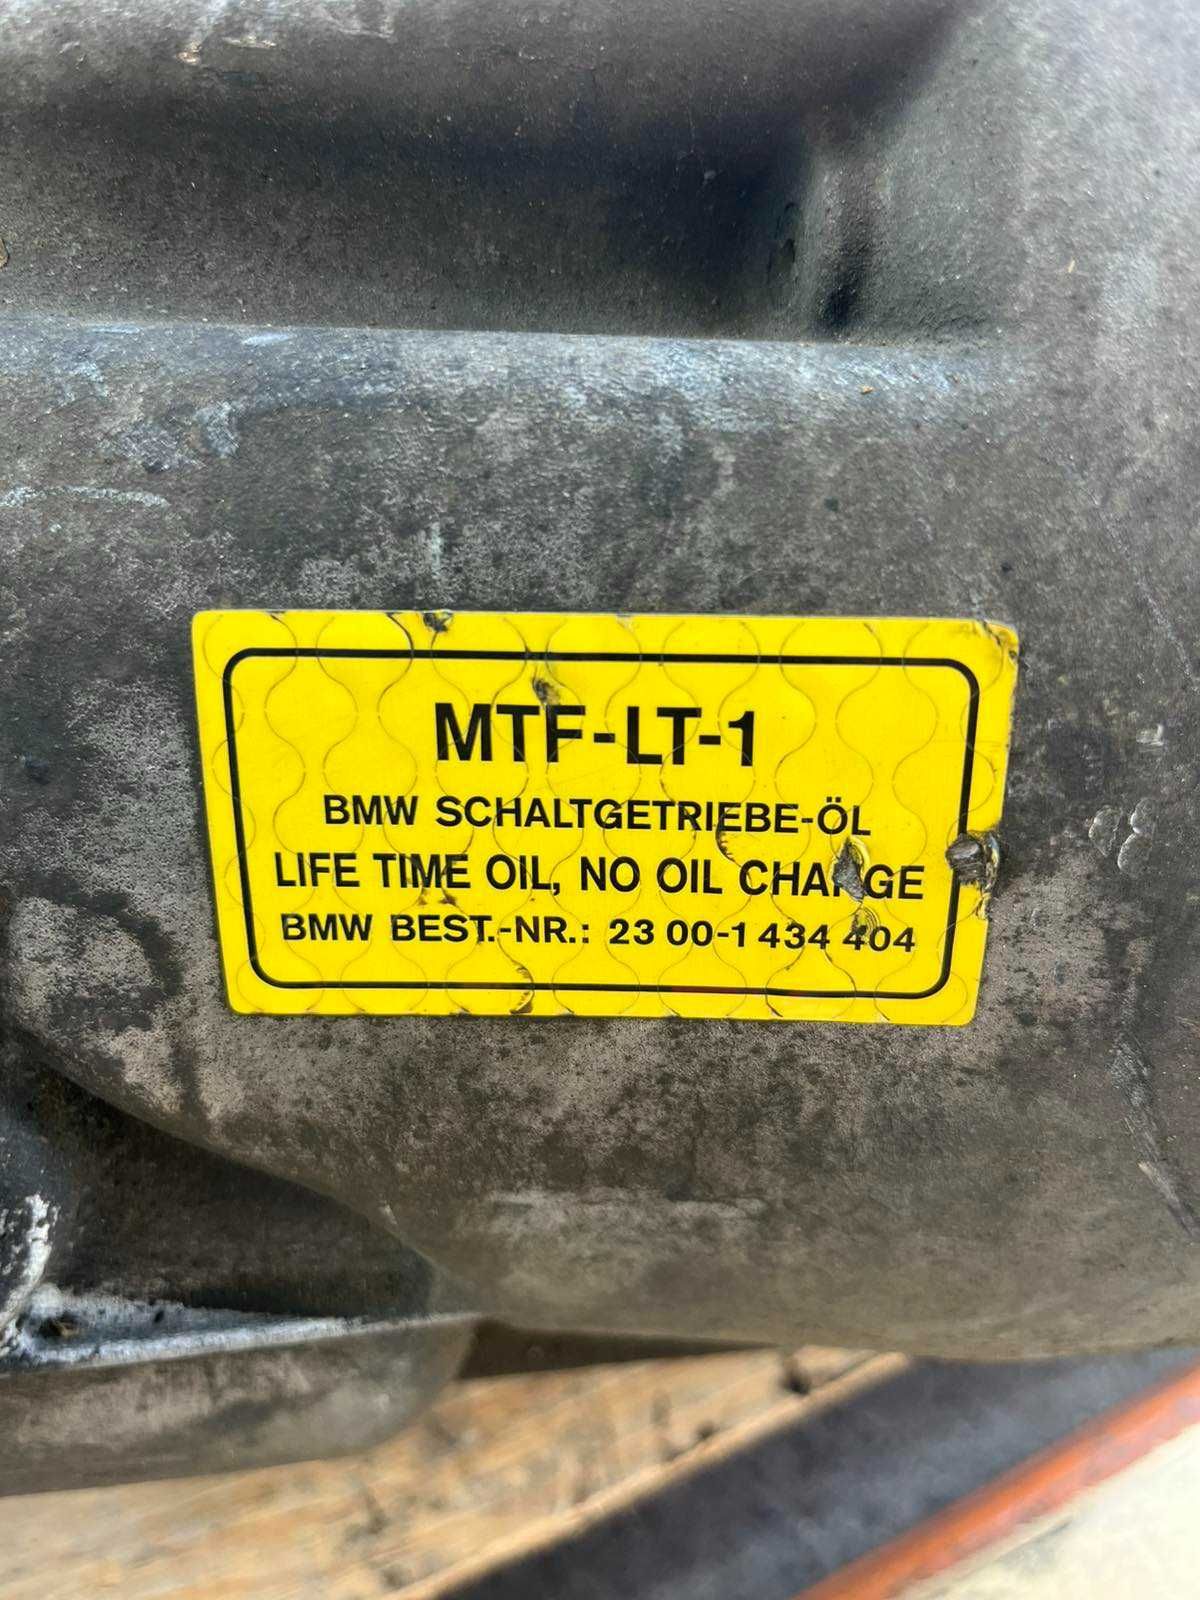 MTF-LT-1
BMW SCHALTGETRIEBE-ÖL
LIFE TIME OIL, NO OIL CHANGE
BMW BEST.-NR.: 23 00-1 434 404